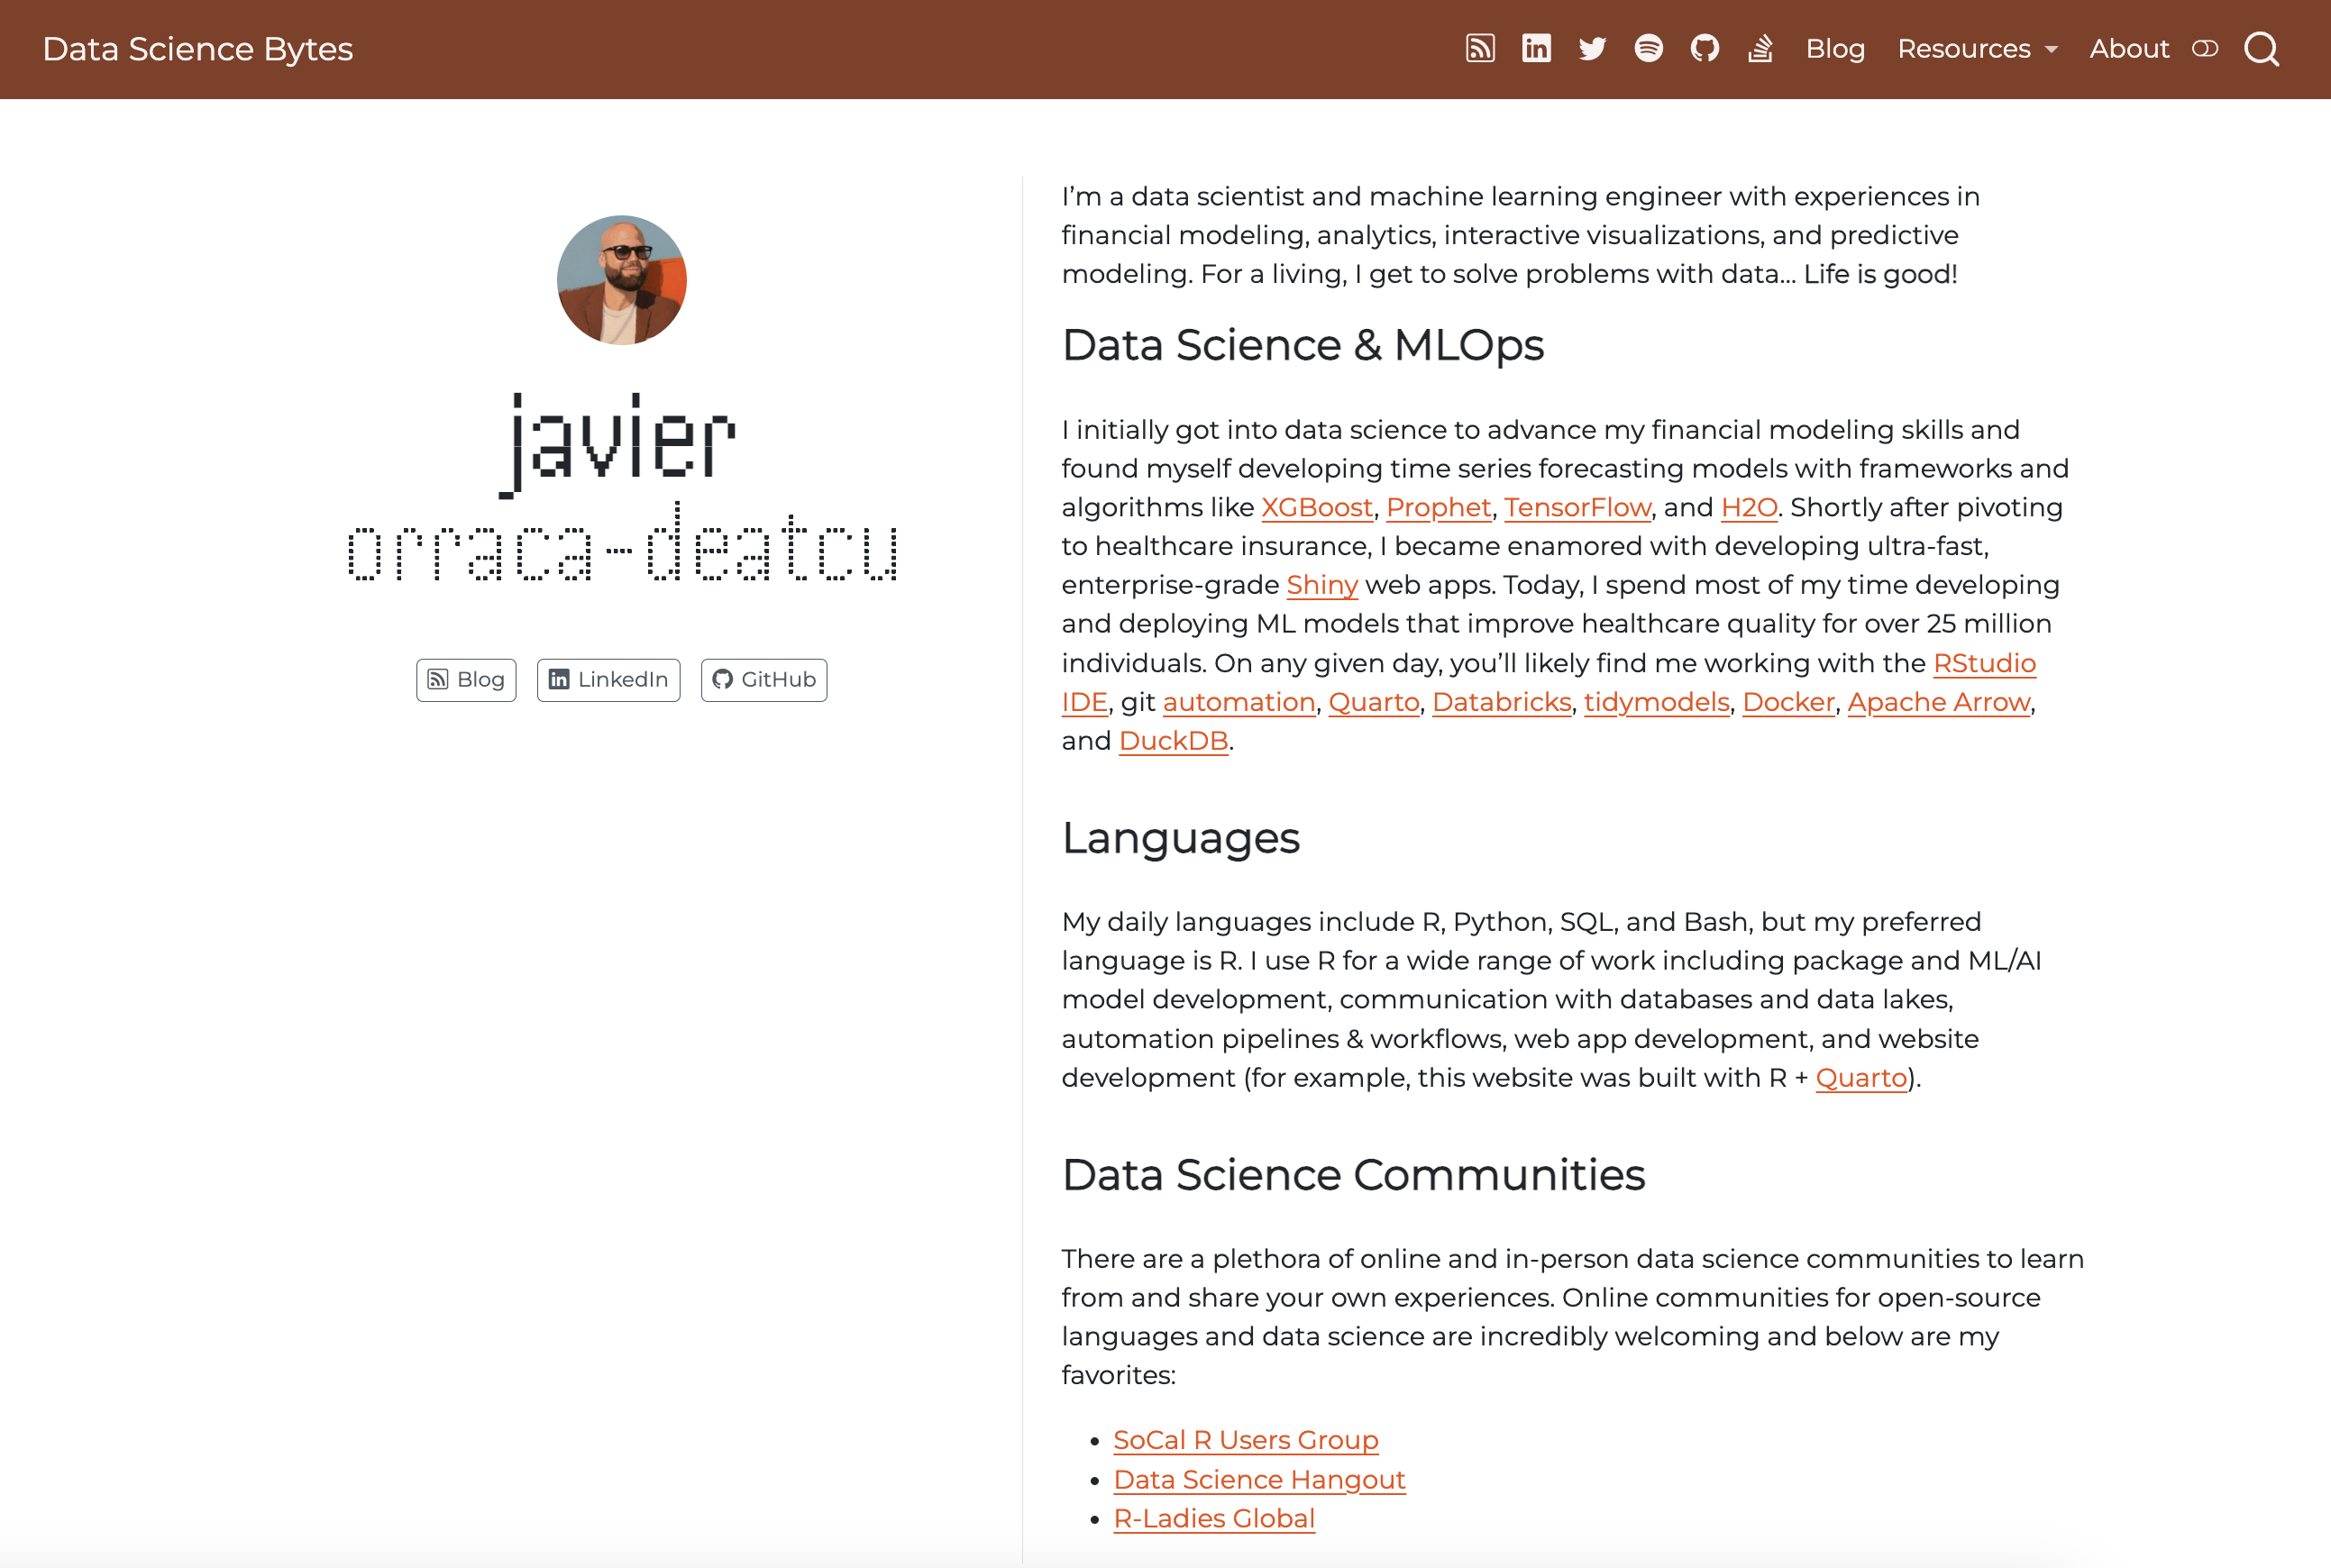 Data Science Bytes
Blog Resources About
javier
orraca-deatcu
Blog LinkedIn GitHub
I’m a data scientist and machine learning engineer with experiences in
financial modeling, analytics, interactive visualizations, and predictive
modeling. For a living, I get to solve problems with data... Life is good!
Data Science & MLOps
I initially got into data science to advance my financial modeling skills and
found myself developing time series forecasting models with frameworks and
algorithms like XGBoost, Prophet, TensorFlow, and H2O. Shortly after pivoting
to healthcare insurance, I became enamored with developing ultra-fast,
enterprise-grade Shiny web apps. Today, I spend most of my time developing
and deploying ML models that improve healthcare quality for over 25 million
individuals. On any given day, you’ll likely find me working with the RStudio
IDE, git automation, Quarto, Databricks, tidymodels, Docker, Apache Arrow,
and DuckDB.
Languages
My daily languages include R, Python, SQL, and Bash, but my preferred
language is R. I use R for a wide range of work including package and ML/AI
model development, communication with databases and data lakes,
automation pipelines & workflows, web app development, and website
development (for example, this website was built with R + Quarto).
Data Science Communities
There are a plethora of online and in-person data science communities to learn
from and share your own experiences. Online communities for open-source
languages and data science are incredibly welcoming and below are my
favorites:
• SoCal R Users Group
• Data Science Hangout
• R-Ladies Global